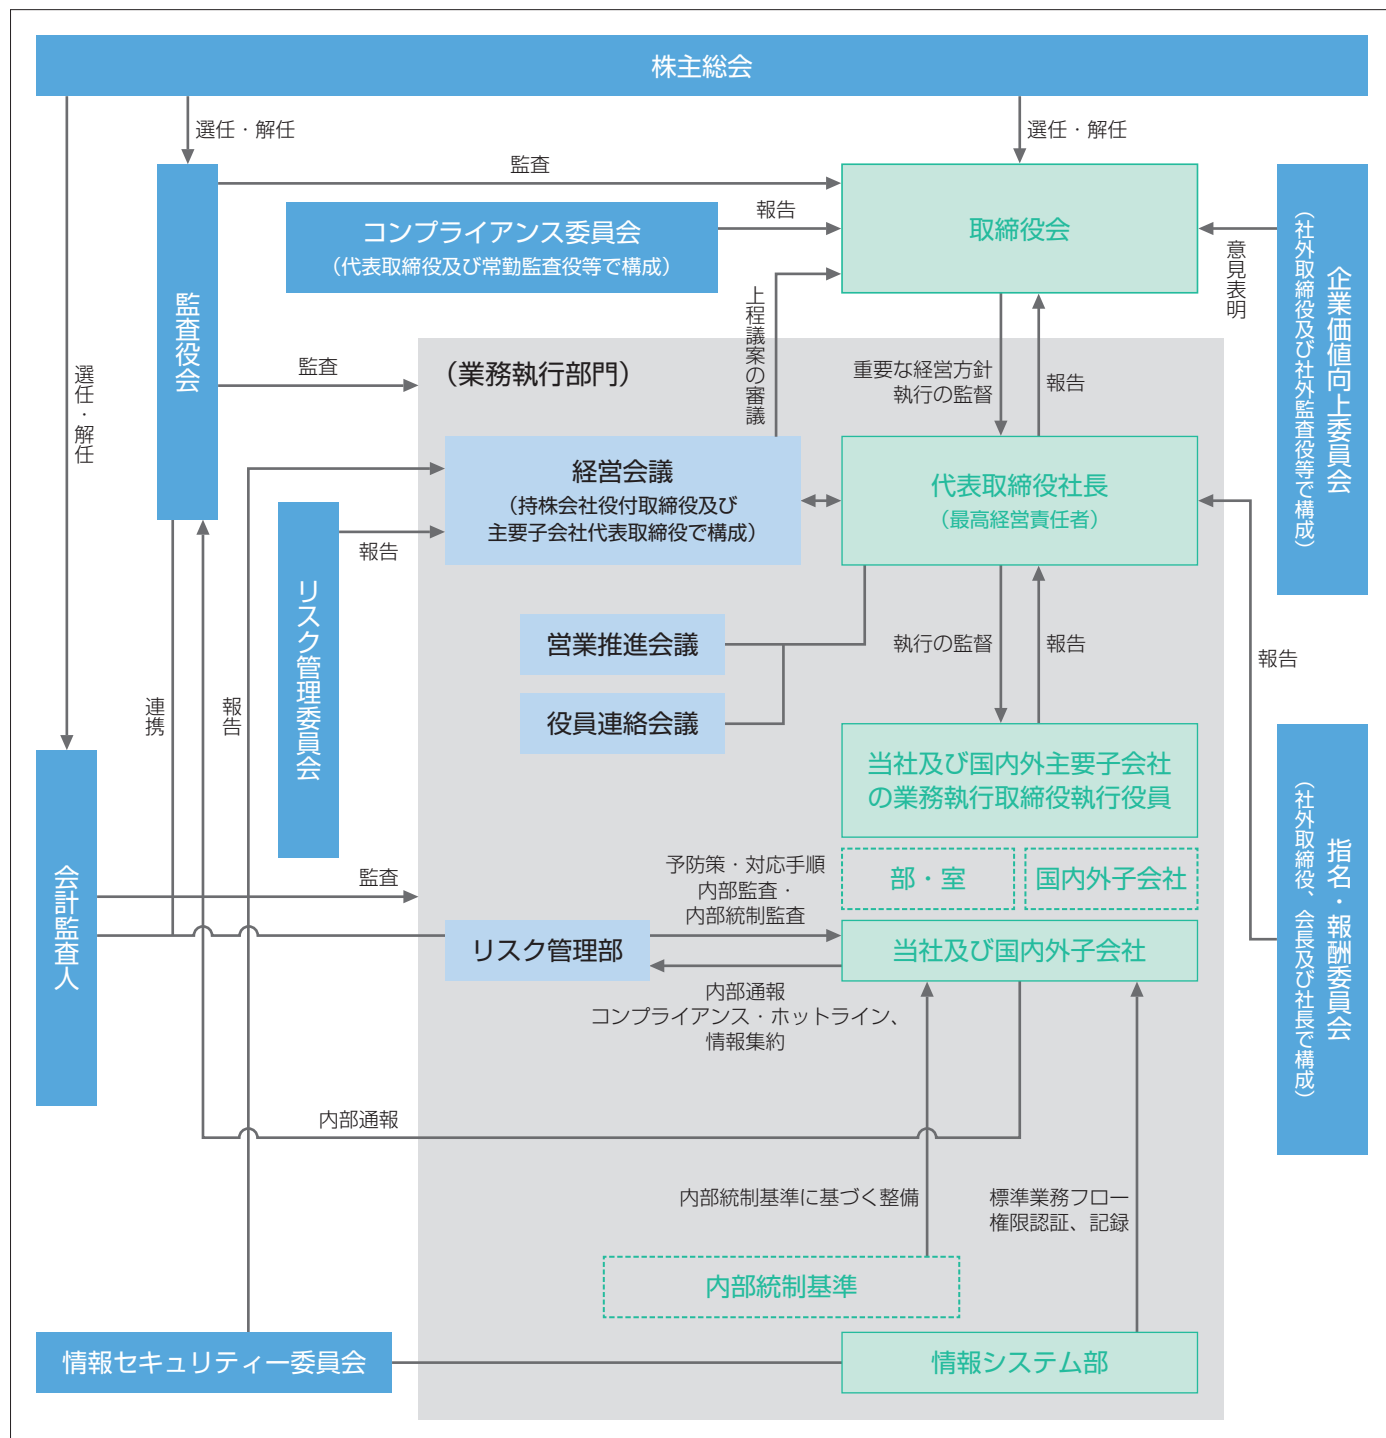 株主総会
選任・解任
選任・解任
選任・解任
監査
監査役会
コンプライアンス委員会
（代表取締役及び常勤監査役等で構成）
報告
取締役会
意見表明
企業価値向上委員会
（社外取締役及び社外監査役等で構成）
上程議案の審議
監査
（業務執行部門）
重要な経営方針
執行の監督
報告
経営会議
（持株会社役付取締役及び
主要子会社代表取締役で構成）
代表取締役社長
（最高経営責任者）
報告
リスク管理委員会
営業推進会議
役員連絡会議
執行の監督
報告
報告
連携
報告
当社及び国内外主要子会社
の業務執行取締役執行役員
指名・報酬委員会
（社外取締役、会長及び社長で構成）
会計監査人
監査
予防策・対応手順
内部監査・
内部統制監査
部・室
国内外子会社
リスク管理部
当社及び国内外子会社
内部通報
コンプライアンス・ホットライン、
情報集約
内部通報
内部統制基準に基づく整備
標準業務フロー
権限認証、記録
内部統制基準
情報セキュリティー委員会
情報システム部